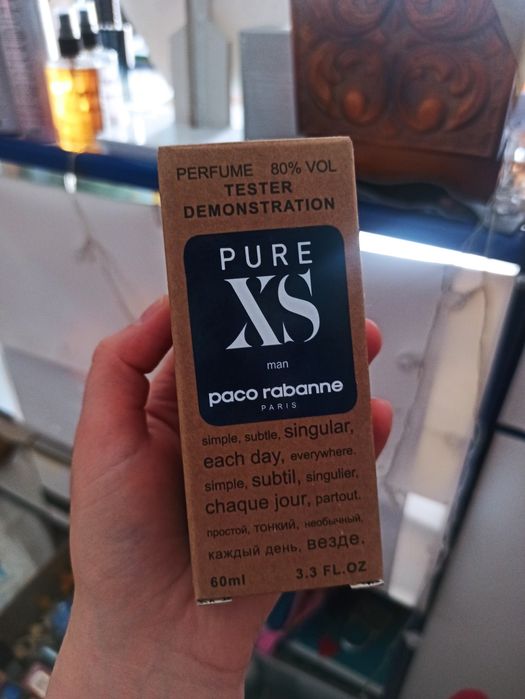 PERFUME 80% VOL
TESTER
DEMONSTRATION
PURE
XS
man
paco rabanne
PARIS
simple, subtle, singular,
each day, everywhere.
simple, subtil, singulier,
chaque jour, partout.
простой, тонкий, необычный,
каждый день, везде.
60ml 3.3 FL.OZ